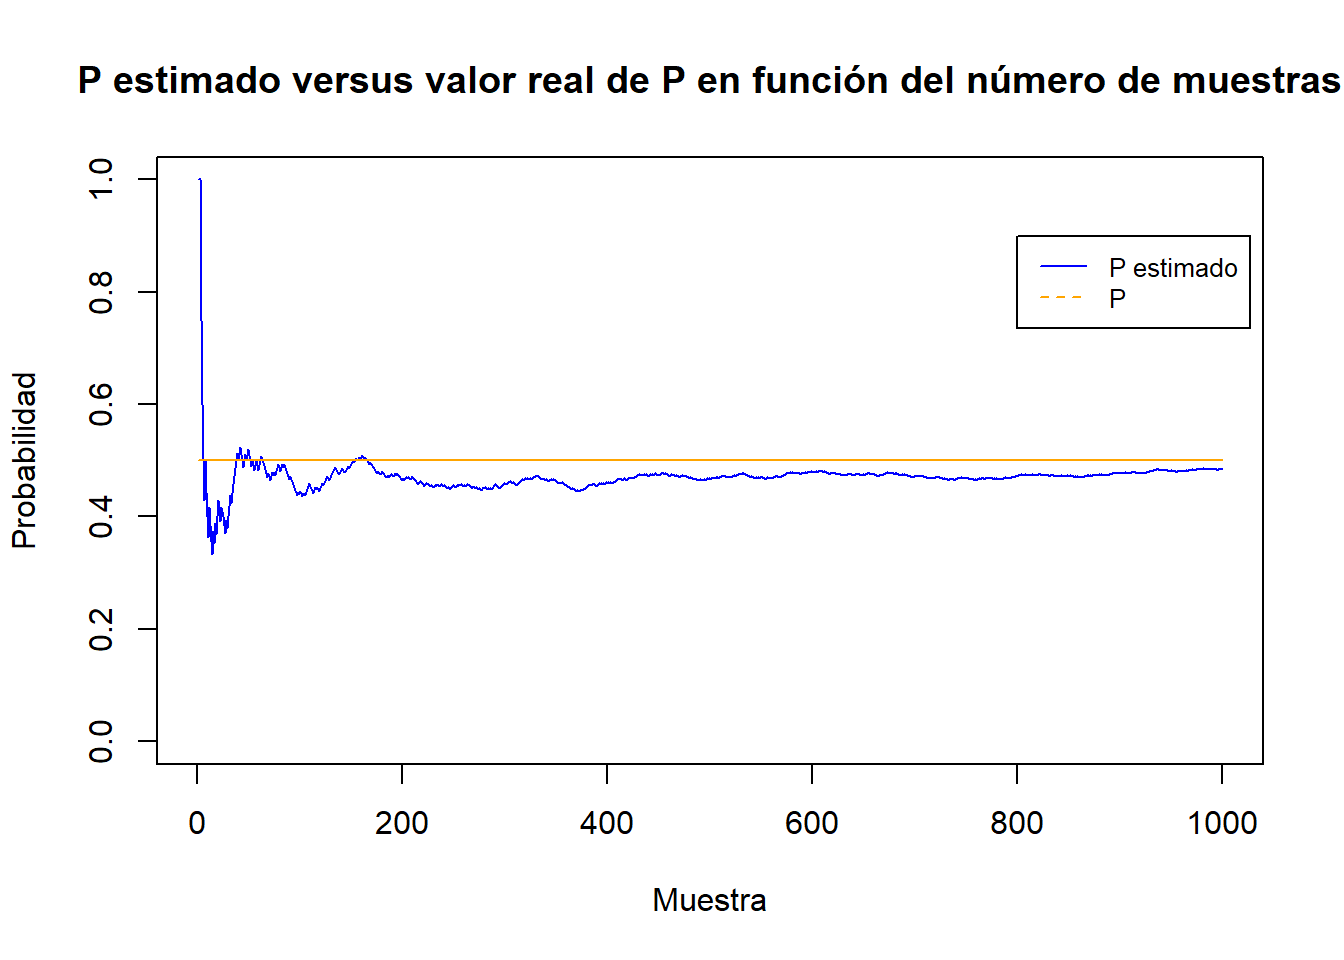 P estimado versus valor real de P en función del número de muestras
Probabilidad
1.0
0.8
0.6
0.4
0.2
0.0
P estimado
P
0 200 400 600 800 1000
Muestra